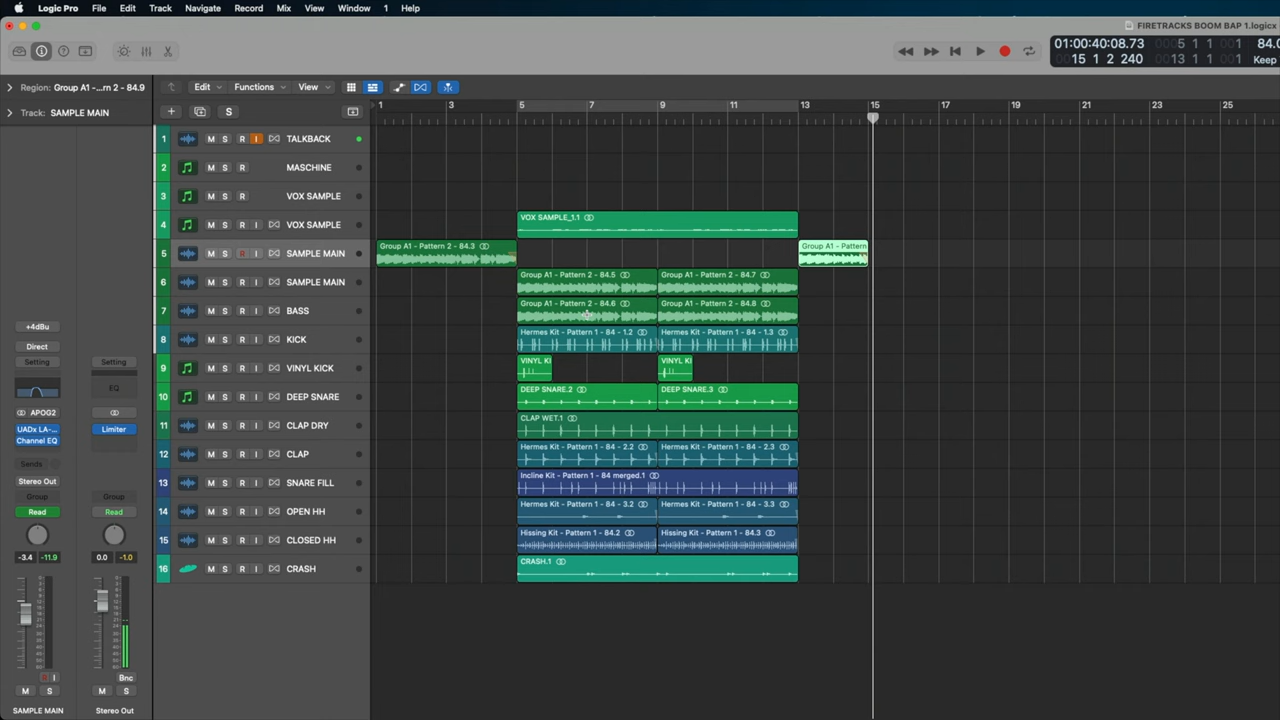 Logic Pro File Edit Track Navigate Record Mix View Window 1 Help
FIRETRACKS BOOM BAP 1.logicx
01:00:40:08.73 0005 1 1 001 84.0
15 1 2 240 0013 1 1 001 Keep
Region: Group A1 -...rn 2 - 84.9 Edit Functions View
Track: SAMPLE MAIN S 1 3 5 7 9 11 13 15 17 19 21 23 25
1 M S R I TALKBACK
2 M S R MASCHINE
3 M S R VOX SAMPLE
4 M S R I VOX SAMPLE VOX SAMPLE_1.1
5 M S R I SAMPLE MAIN Group A1 - Pattern 2 - 84.3 Group A1 - Pattern
6 M S R I SAMPLE MAIN Group A1 - Pattern 2 - 84.5 Group A1 - Pattern 2 - 84.7
7 M S R I BASS Group A1 - Pattern 2 - 84.6 Group A1 - Pattern 2 - 84.8
8 M S R I KICK Hermes Kit - Pattern 1 - 84 - 1.2 Hermes Kit - Pattern 1 - 84 - 1.3
9 M S R I VINYL KICK VINYL KI VINYL KI
10 M S R I DEEP SNARE DEEP SNARE.2 DEEP SNARE.3
11 M S R I CLAP DRY CLAP WET.1
12 M S R I CLAP Hermes Kit - Pattern 1 - 84 - 2.2 Hermes Kit - Pattern 1 - 84 - 2.3
13 M S R I SNARE FILL Incline Kit - Pattern 1 - 84 merged.1
14 M S R I OPEN HH Hermes Kit - Pattern 1 - 84 - 3.2 Hermes Kit - Pattern 1 - 84 - 3.3
15 M S R I CLOSED HH Hissing Kit - Pattern 1 - 84.2 Hissing Kit - Pattern 1 - 84.3
16 M S R I CRASH CRASH.1
+4dBu
Direct
Setting Setting
EQ
APOG2
UADx LA-... Limiter
Channel EQ
Sends
Stereo Out
Group Group
Read Read
-3.4 -11.9 0.0 -1.0
R I Bnc
M S M S
SAMPLE MAIN Stereo Out